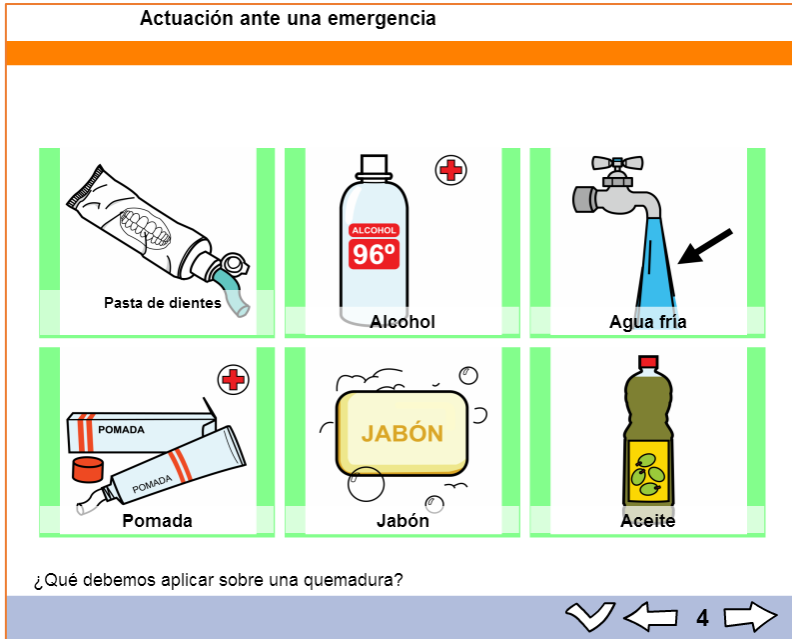 Actuación ante una emergencia
Pasta de dientes
ALCOHOL
96º
Alcohol
Agua fría
POMADA
POMADA
Pomada
JABÓN
Jabón
Aceite
¿Qué debemos aplicar sobre una quemadura?
4